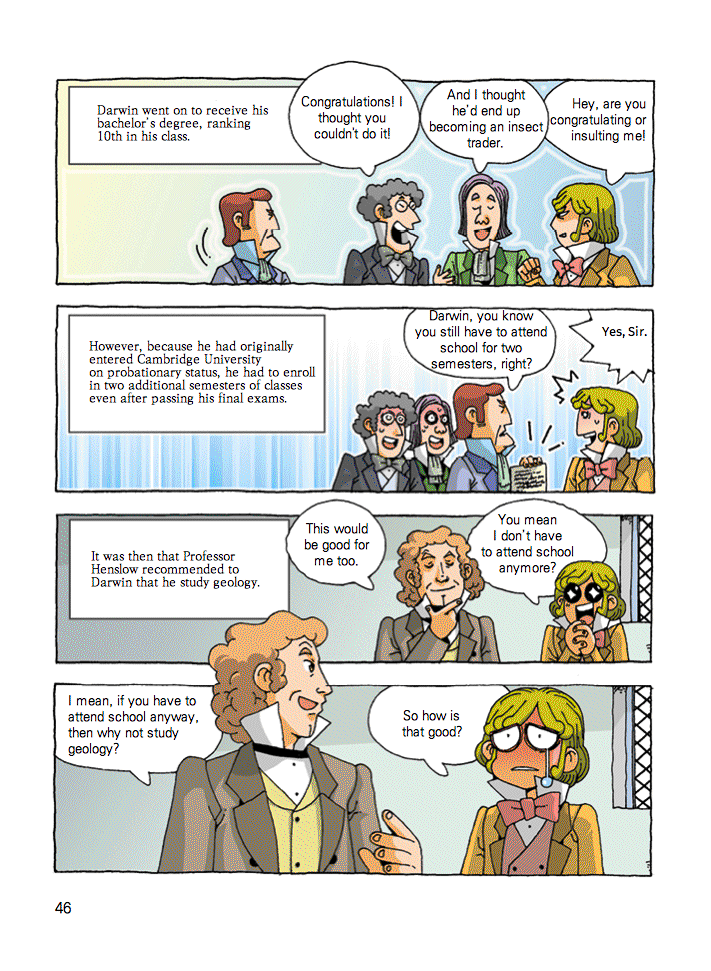 Darwin went on to receive his
bachelor's degree, ranking
10th in his class.
Congratulations! I
thought you
couldn't do it!
And I thought
he'd end up
becoming an insect
trader.
Hey, are you
congratulating or
insulting me!
However, because he had originally
entered Cambridge University
on probationary status, he had to enroll
in two additional semesters of classes
even after passing his final exams.
Darwin, you know
you still have to attend
school for two
semesters, right?
Yes, Sir.
It was then that Professor
Henslow recommended to
Darwin that he study geology.
This would
be good for
me too.
You mean
I don't have
to attend school
anymore?
I mean, if you have to
attend school anyway,
then why not study
geology?
So how is
that good?
46